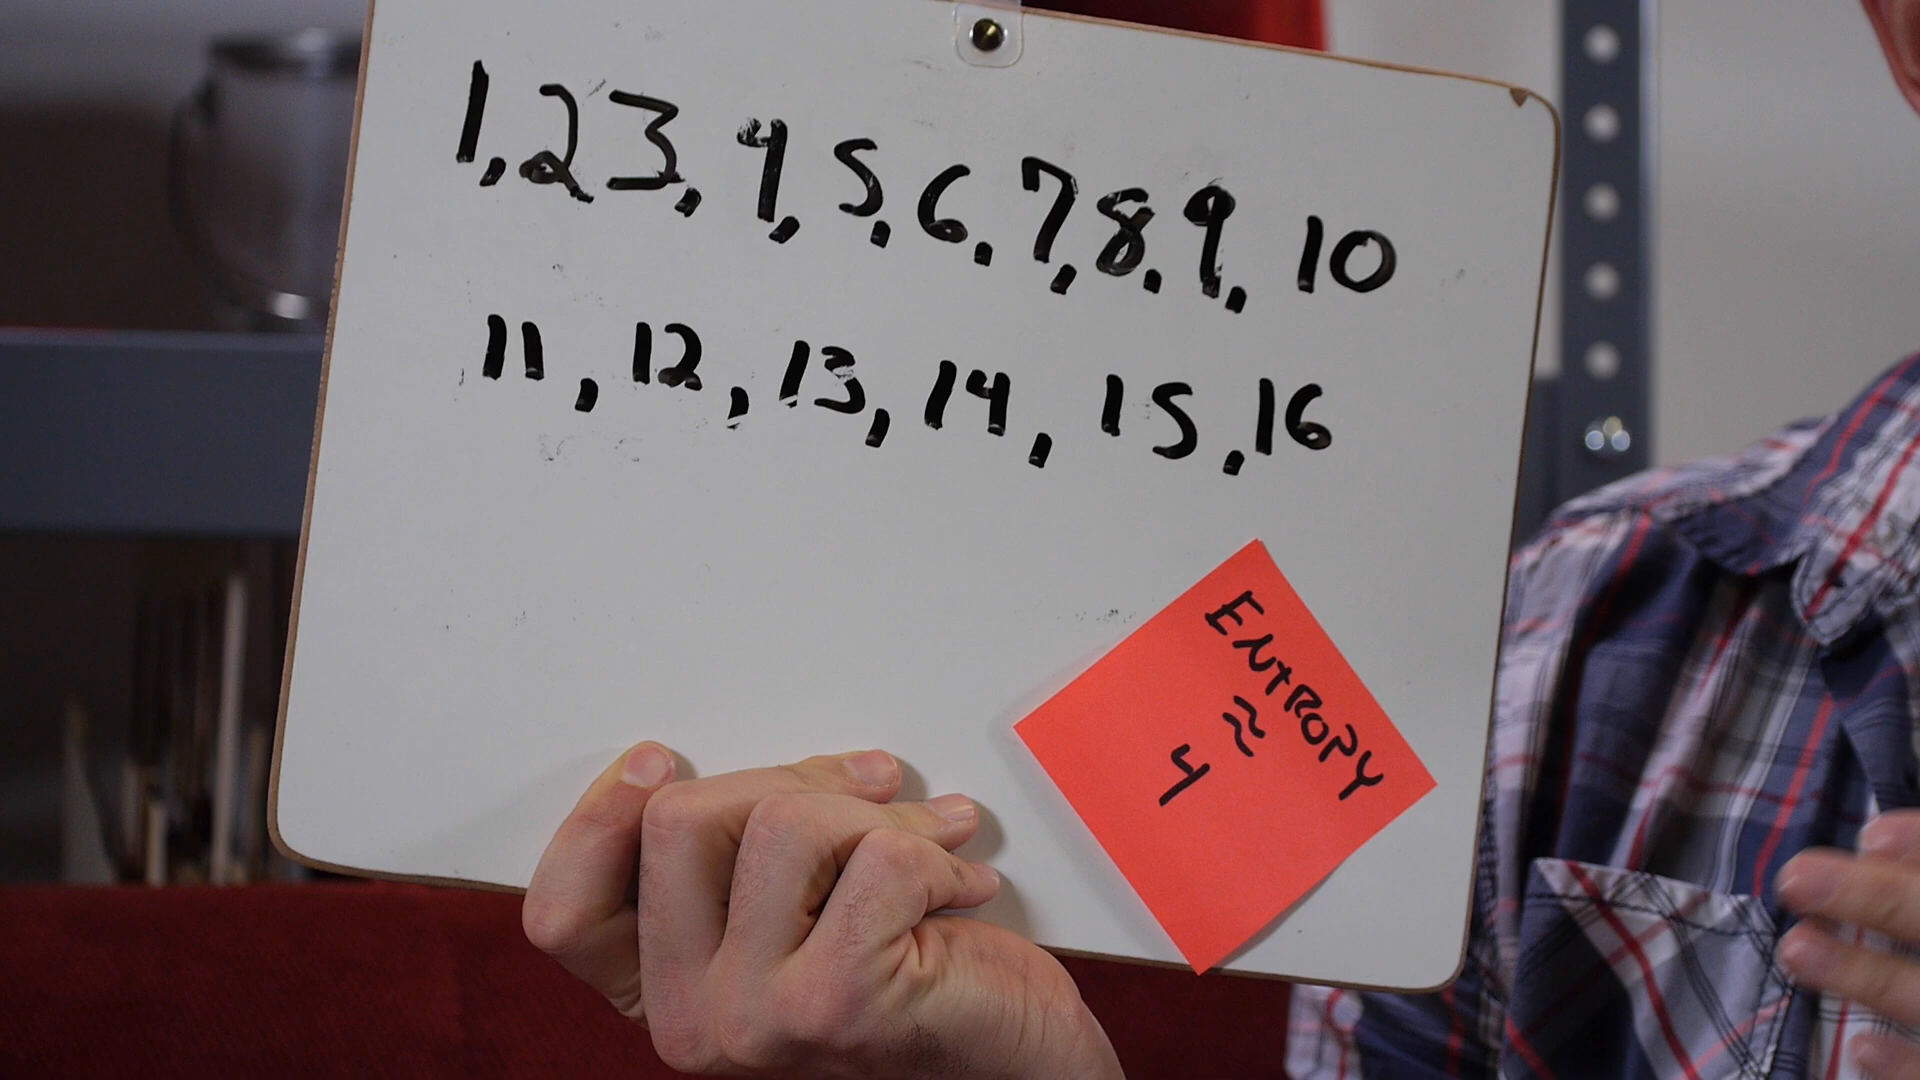 1, 2 3, 4, 5, 6, 7, 8, 9, 10
11, 12, 13, 14, 15, 16
ENTROPY
≈
4